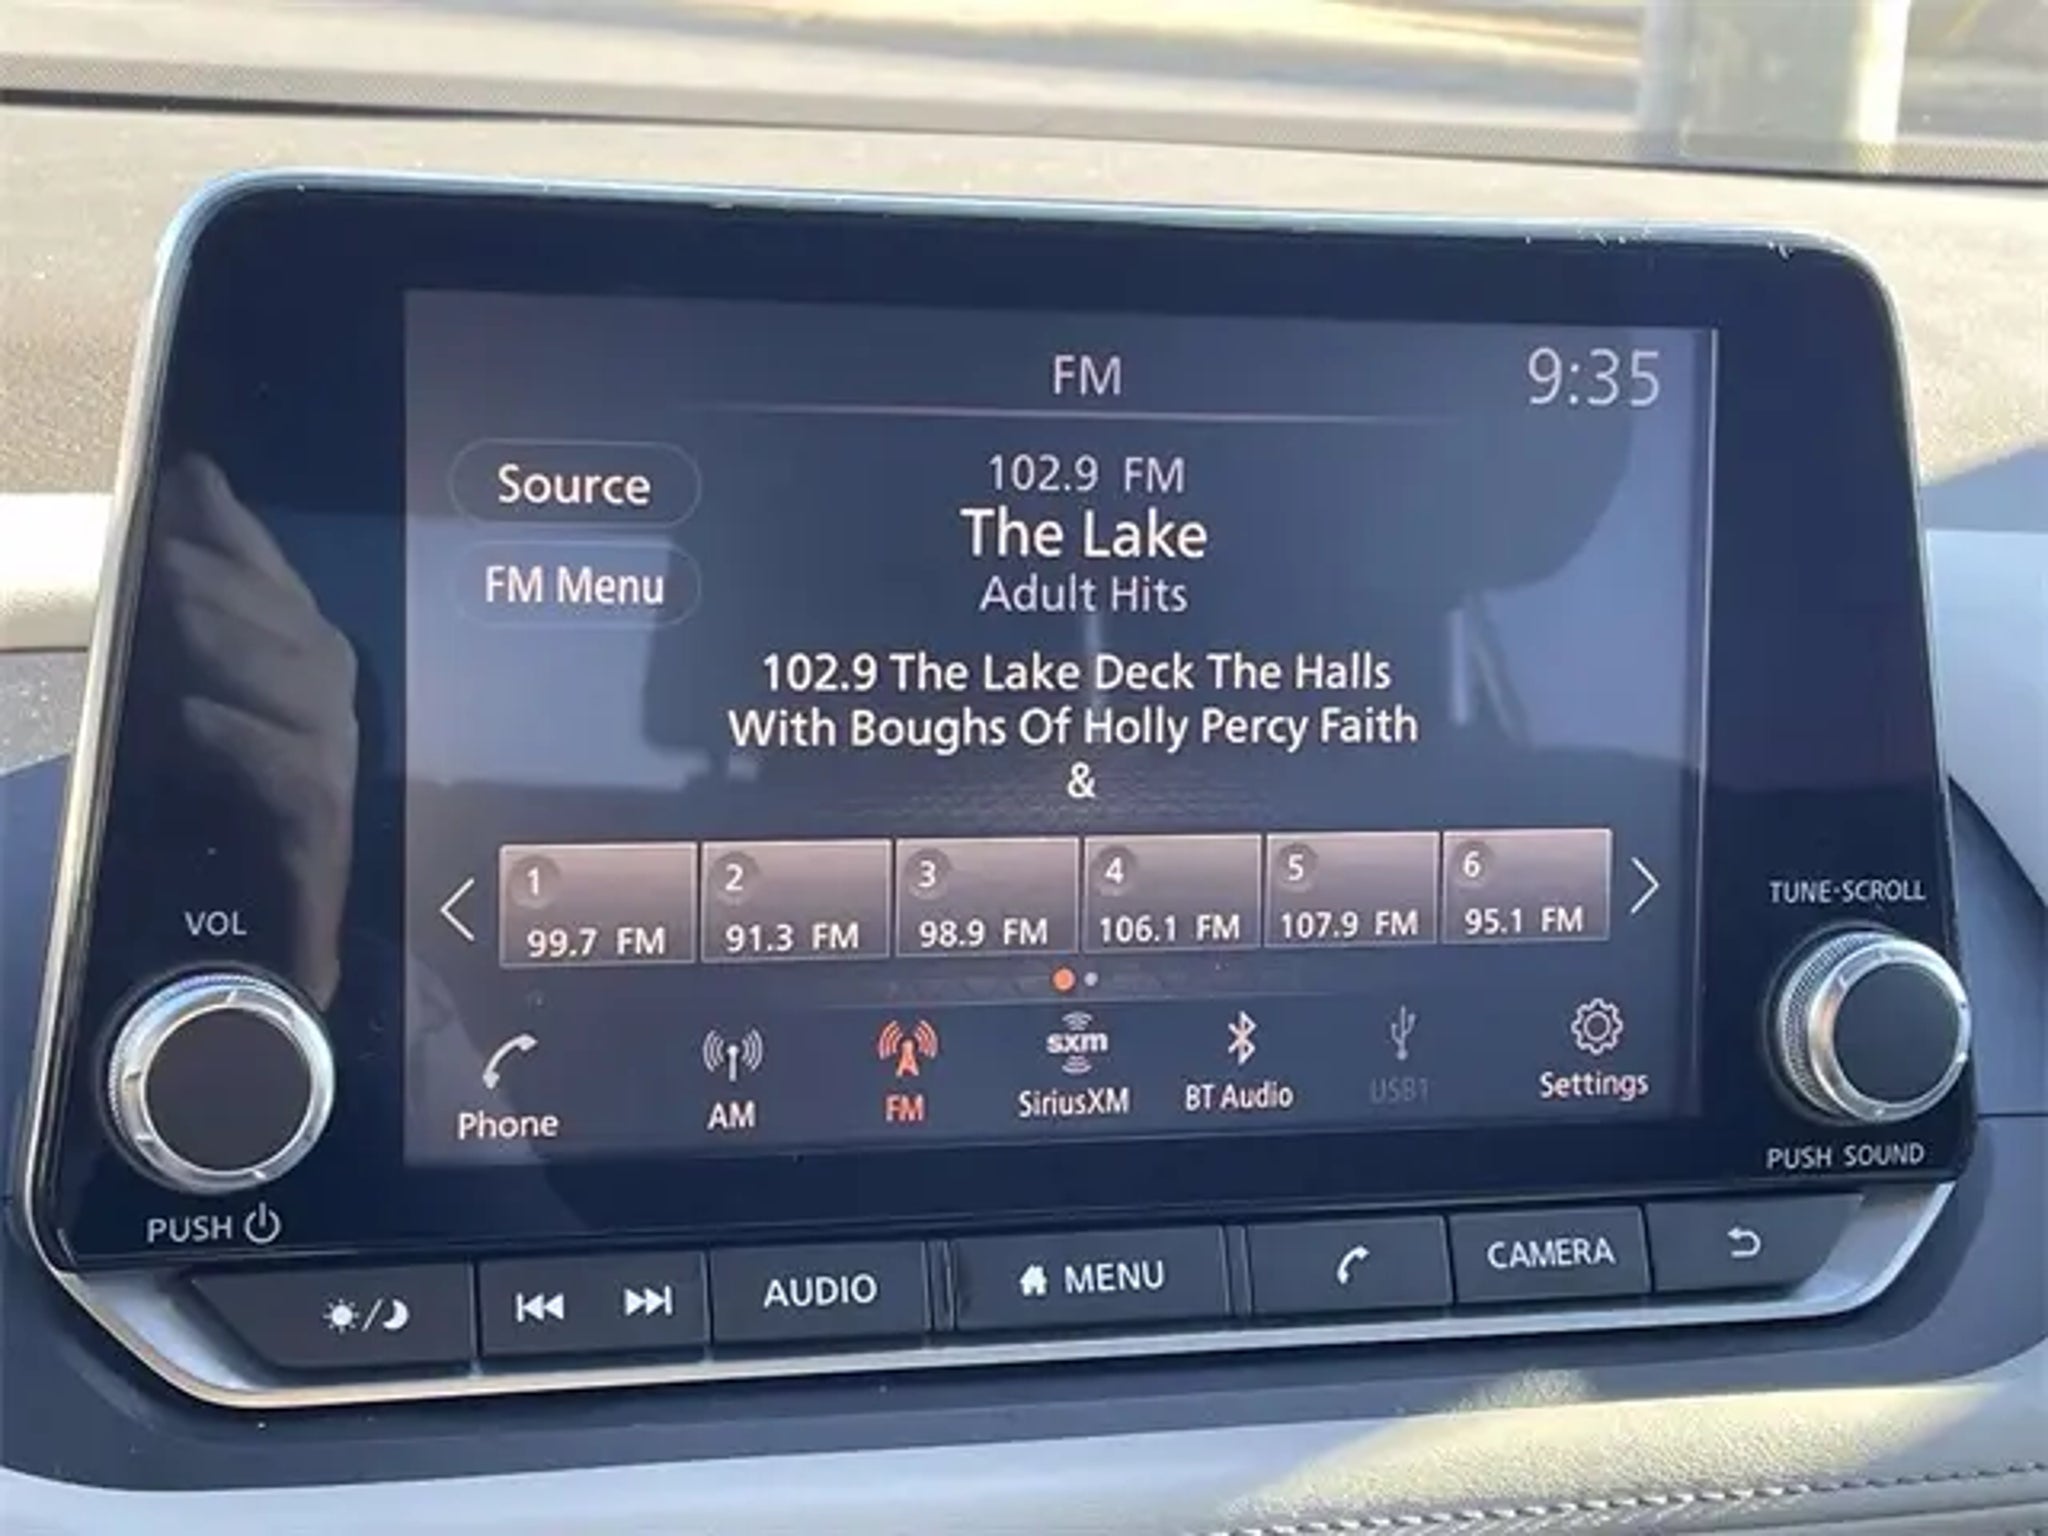 FM
9:35
Source
FM Menu
102.9 FM
The Lake
Adult Hits
102.9 The Lake Deck The Halls
With Boughs Of Holly Percy Faith
&
1
99.7 FM
2
91.3 FM
3
98.9 FM
4
106.1 FM
5
107.9 FM
6
95.1 FM
VOL
TUNE·SCROLL
Phone
AM
FM
sxm
SiriusXM
BT Audio
USB1
Settings
PUSH
PUSH SOUND
AUDIO
MENU
CAMERA